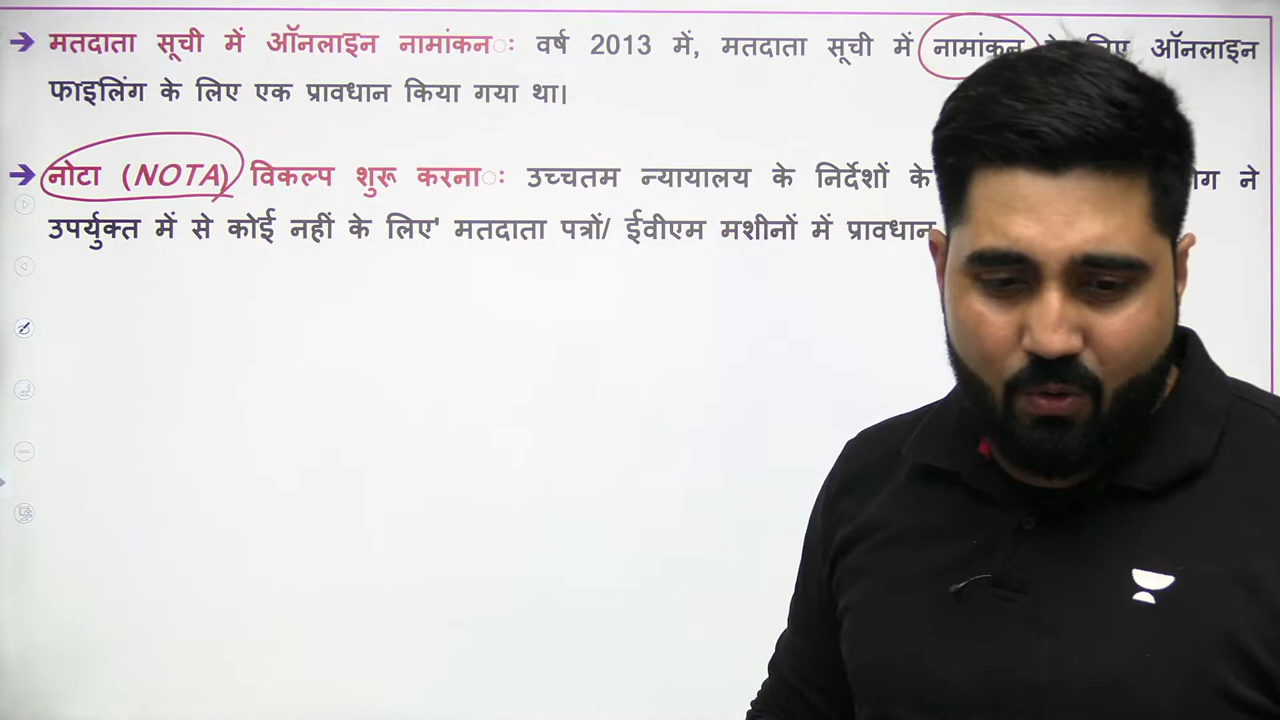 ➔ मतदाता सूची में ऑनलाइन नामांकनः वर्ष 2013 में, मतदाता सूची में नामांकन के लिए ऑनलाइन
फाइलिंग के लिए एक प्रावधान किया गया था।
➔ नोटा (NOTA) विकल्प शुरू करनाः उच्चतम न्यायालय के निर्देशों के ने
उपर्युक्त में से कोई नहीं के लिए' मतदाता पत्रों/ ईवीएम मशीनों में प्रावधान